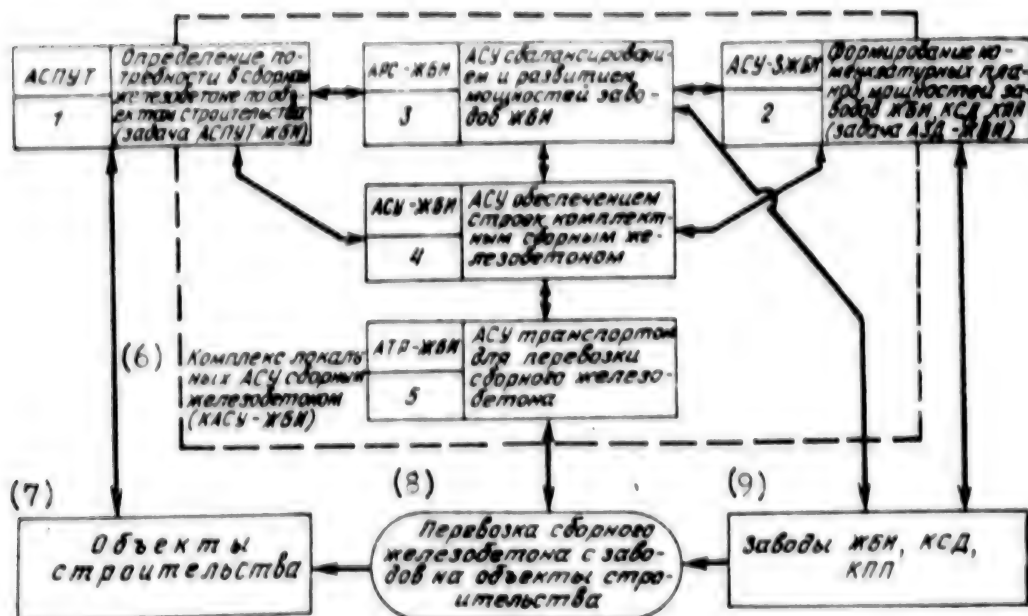 АСПУТ
1
Определение по-
требности в сборном
железобетоне по объ-
ектам строительства
(задача АСПУТ-ЖБИ)
АРС-ЖБИ
3
АСУ сбалансировани-
ем и развитием
мощностей заво-
дов ЖБИ
АСУ-ЗЖБИ
2
Формирование но-
менклатурных пла-
нов мощностей за-
водов ЖБИ, КСД, КПП
(задача АЗД-ЖБИ)
АСУ-ЖБИ
4
АСУ обеспечением
строек комплект-
ным сборным же-
лезобетоном
АТР-ЖБИ
5
АСУ транспортом
для перевозки
сборного железо-
бетона
(6)
Комплекс локаль-
ных АСУ сборным
железобетоном
(КАСУ-ЖБИ)
(7)
Объекты
строительства
(8)
Перевозка сборного
железобетона с заво-
дов на объекты стро-
ительства
(9)
Заводы ЖБИ, КСД,
КПП